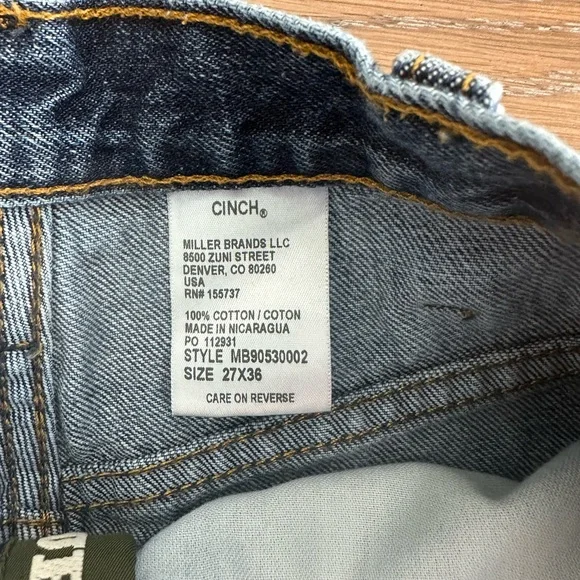 CINCH®
MILLER BRANDS LLC
8500 ZUNI STREET
DENVER, CO 80260
USA
RN# 155737
100% COTTON / COTON
MADE IN NICARAGUA
PO 112931
STYLE MB90530002
SIZE 27X36
CARE ON REVERSE